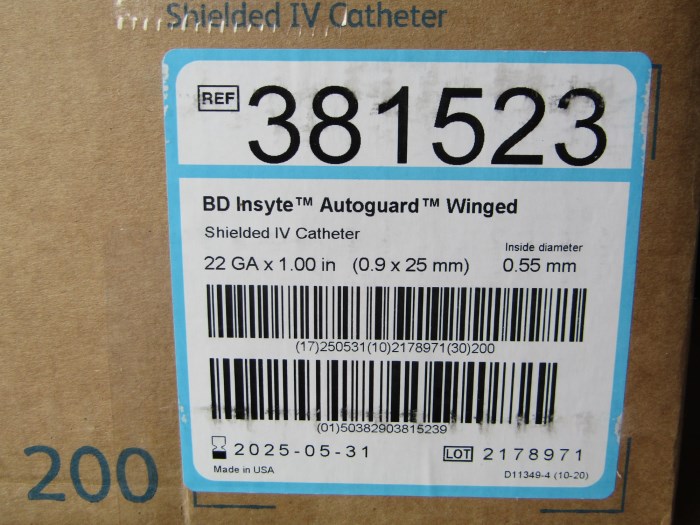 Shielded IV Catheter
REF 381523
BD Insyte™ Autoguard™ Winged
Shielded IV Catheter
Inside diameter
22 GA x 1.00 in (0.9 x 25 mm) 0.55 mm
(17)250531(10)2178971(30)200
(01)50382903815239
2025-05-31 LOT 2178971
Made in USA D11349-4 (10-20)
200